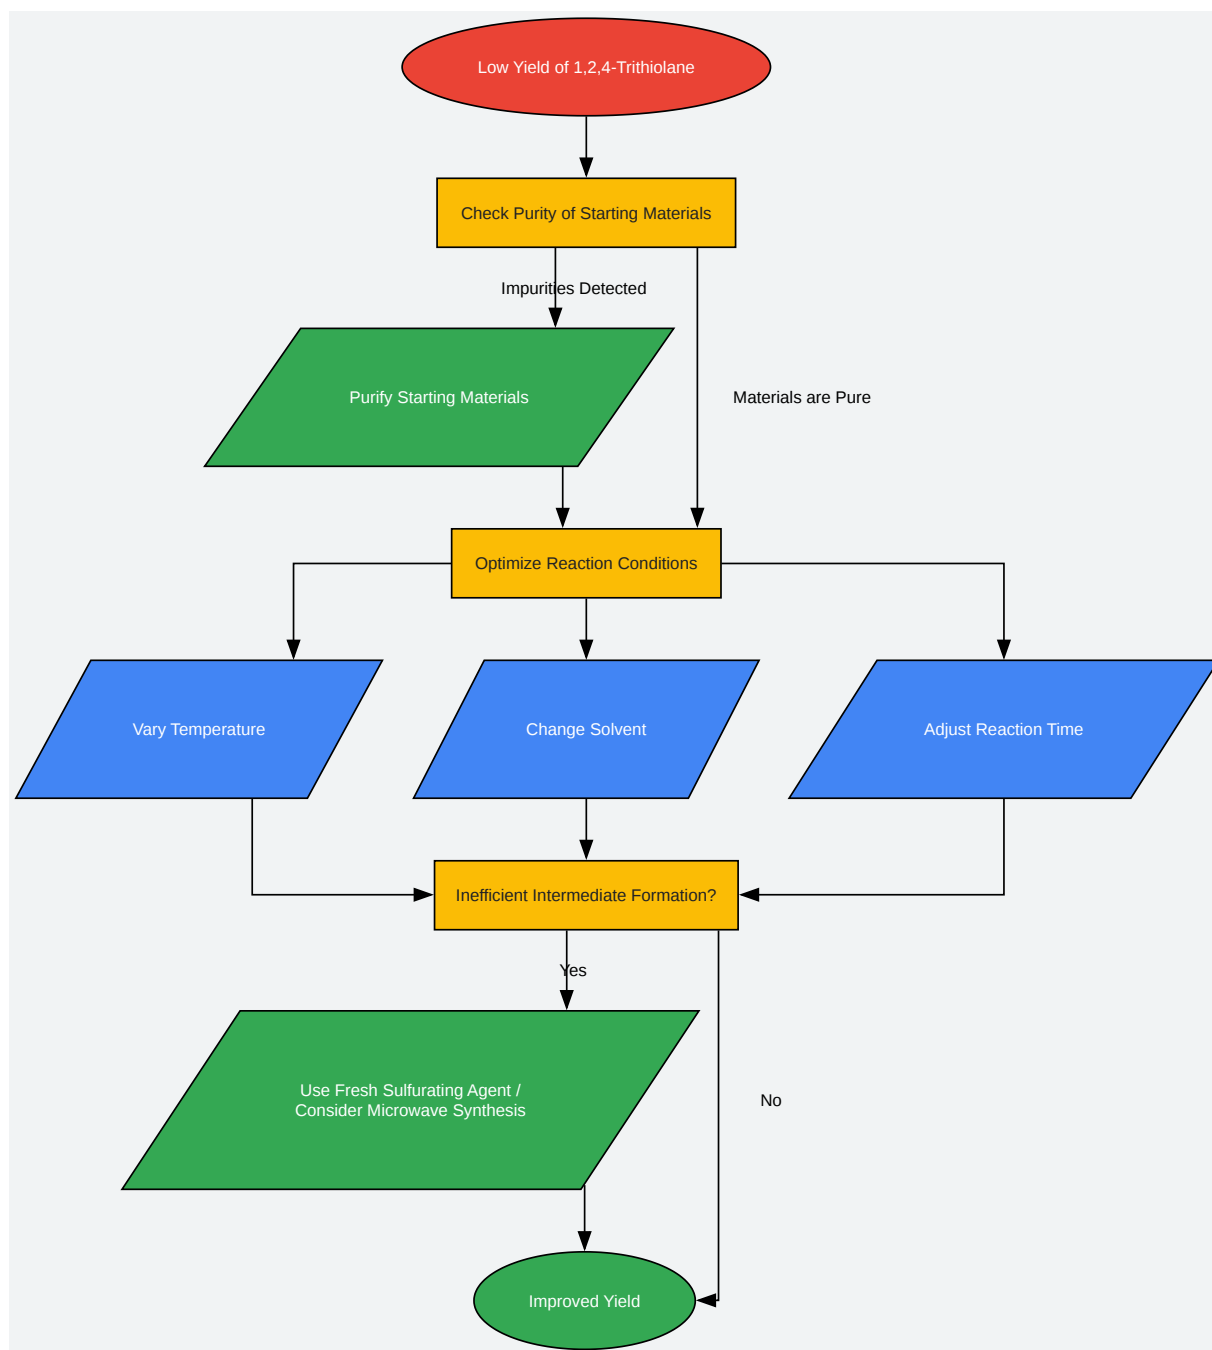 Low Yield of 1,2,4-Trithiolane
Check Purity of Starting Materials
Impurities Detected
Purify Starting Materials
Materials are Pure
Optimize Reaction Conditions
Vary Temperature
Change Solvent
Adjust Reaction Time
Inefficient Intermediate Formation?
Yes
Use Fresh Sulfurating Agent /
Consider Microwave Synthesis
No
Improved Yield